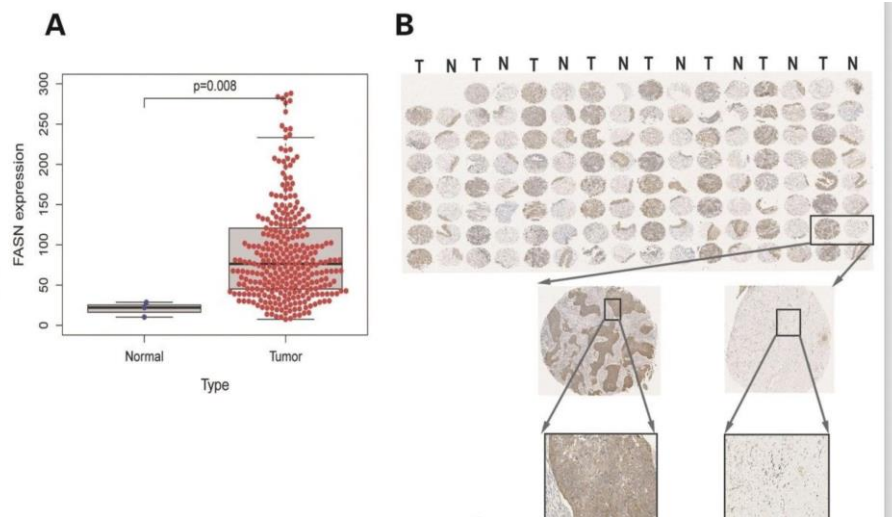 A
p=0.008
300
250
200
150
100
50
0
FASN expression
Normal Tumor
Type
B
T N T N T N T N T N T N T N T N